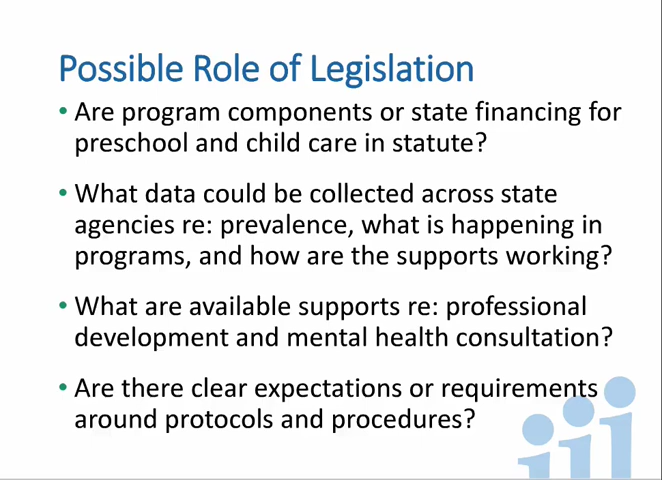 Possible Role of Legislation
• Are program components or state financing for
preschool and child care in statute?
• What data could be collected across state
agencies re: prevalence, what is happening in
programs, and how are the supports working?
• What are available supports re: professional
development and mental health consultation?
• Are there clear expectations or requirements
around protocols and procedures?